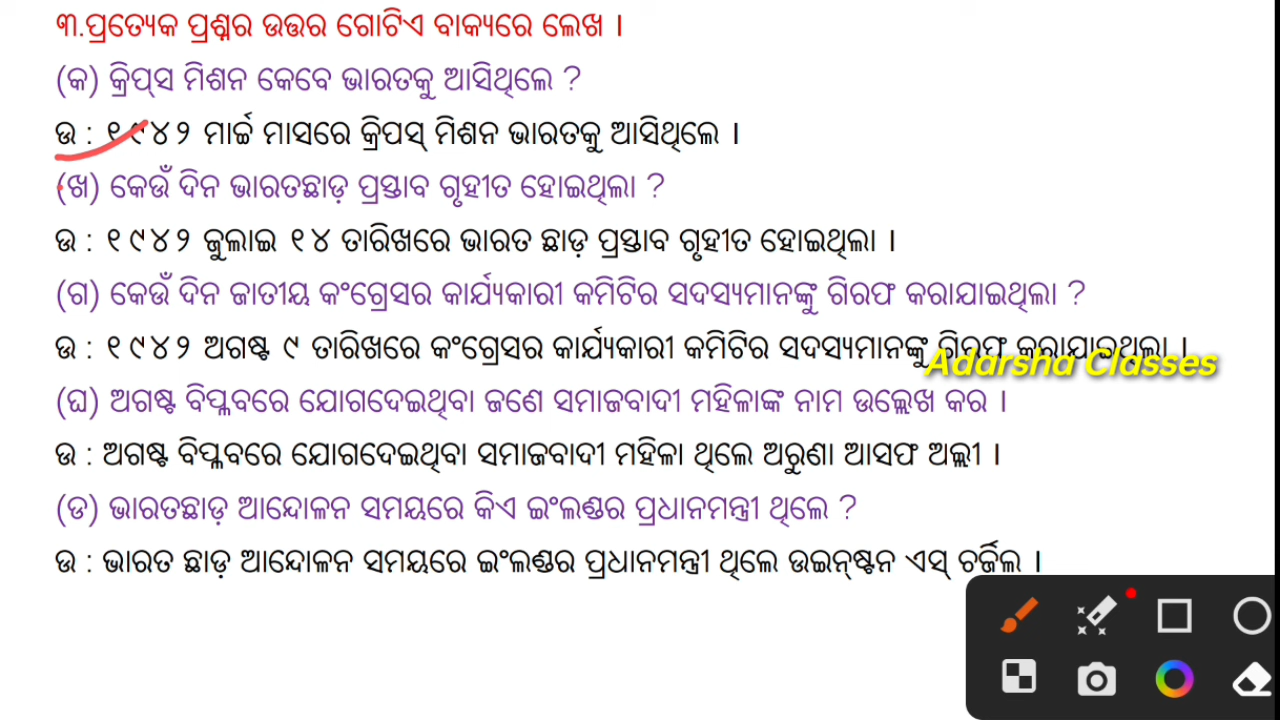 ୩.ପ୍ରତ୍ୟେକ ପ୍ରଶ୍ନର ଉତ୍ତର ଗୋଟିଏ ବାକ୍ୟରେ ଲେଖ ।
(କ) କ୍ରିପ୍‌ସ ମିଶନ କେବେ ଭାରତକୁ ଆସିଥିଲେ ?
ଉ : ୧୯୪୨ ମାର୍ଚ୍ଚ ମାସରେ କ୍ରିପସ୍ ମିଶନ ଭାରତକୁ ଆସିଥିଲେ ।
(ଖ) କେଉଁ ଦିନ ଭାରତଛାଡ଼ ପ୍ରସ୍ତାବ ଗୃହୀତ ହୋଇଥିଲା ?
ଉ : ୧୯୪୨ ଜୁଲାଇ ୧୪ ତାରିଖରେ ଭାରତ ଛାଡ଼ ପ୍ରସ୍ତାବ ଗୃହୀତ ହୋଇଥିଲା ।
(ଗ) କେଉଁ ଦିନ ଜାତୀୟ କଂଗ୍ରେସର କାର୍ଯ୍ୟକାରୀ କମିଟିର ସଦସ୍ୟମାନଙ୍କୁ ଗିରଫ କରାଯାଇଥିଲା ?
ଉ : ୧୯୪୨ ଅଗଷ୍ଟ ୯ ତାରିଖରେ କଂଗ୍ରେସର କାର୍ଯ୍ୟକାରୀ କମିଟିର ସଦସ୍ୟମାନଙ୍କୁ ଗିରଫ କରାଯାଇଥିଲା ।
Adarsha Classes
(ଘ) ଅଗଷ୍ଟ ବିପ୍ଳବରେ ଯୋଗଦେଇଥିବା ଜଣେ ସମାଜବାଦୀ ମହିଳାଙ୍କ ନାମ ଉଲ୍ଲେଖ କର ।
ଉ : ଅଗଷ୍ଟ ବିପ୍ଳବରେ ଯୋଗଦେଇଥିବା ସମାଜବାଦୀ ମହିଳା ଥିଲେ ଅରୁଣା ଆସଫ ଅଲ୍ଲୀ ।
(ଡ) ଭାରତଛାଡ଼ ଆନ୍ଦୋଳନ ସମୟରେ କିଏ ଇଂଲଣ୍ଡର ପ୍ରଧାନମନ୍ତ୍ରୀ ଥିଲେ ?
ଉ : ଭାରତ ଛାଡ଼ ଆନ୍ଦୋଳନ ସମୟରେ ଇଂଲଣ୍ଡର ପ୍ରଧାନମନ୍ତ୍ରୀ ଥିଲେ ଉଇନ୍‌ଷ୍ଟନ ଏସ୍ ଚର୍ଚ୍ଚିଲ ।